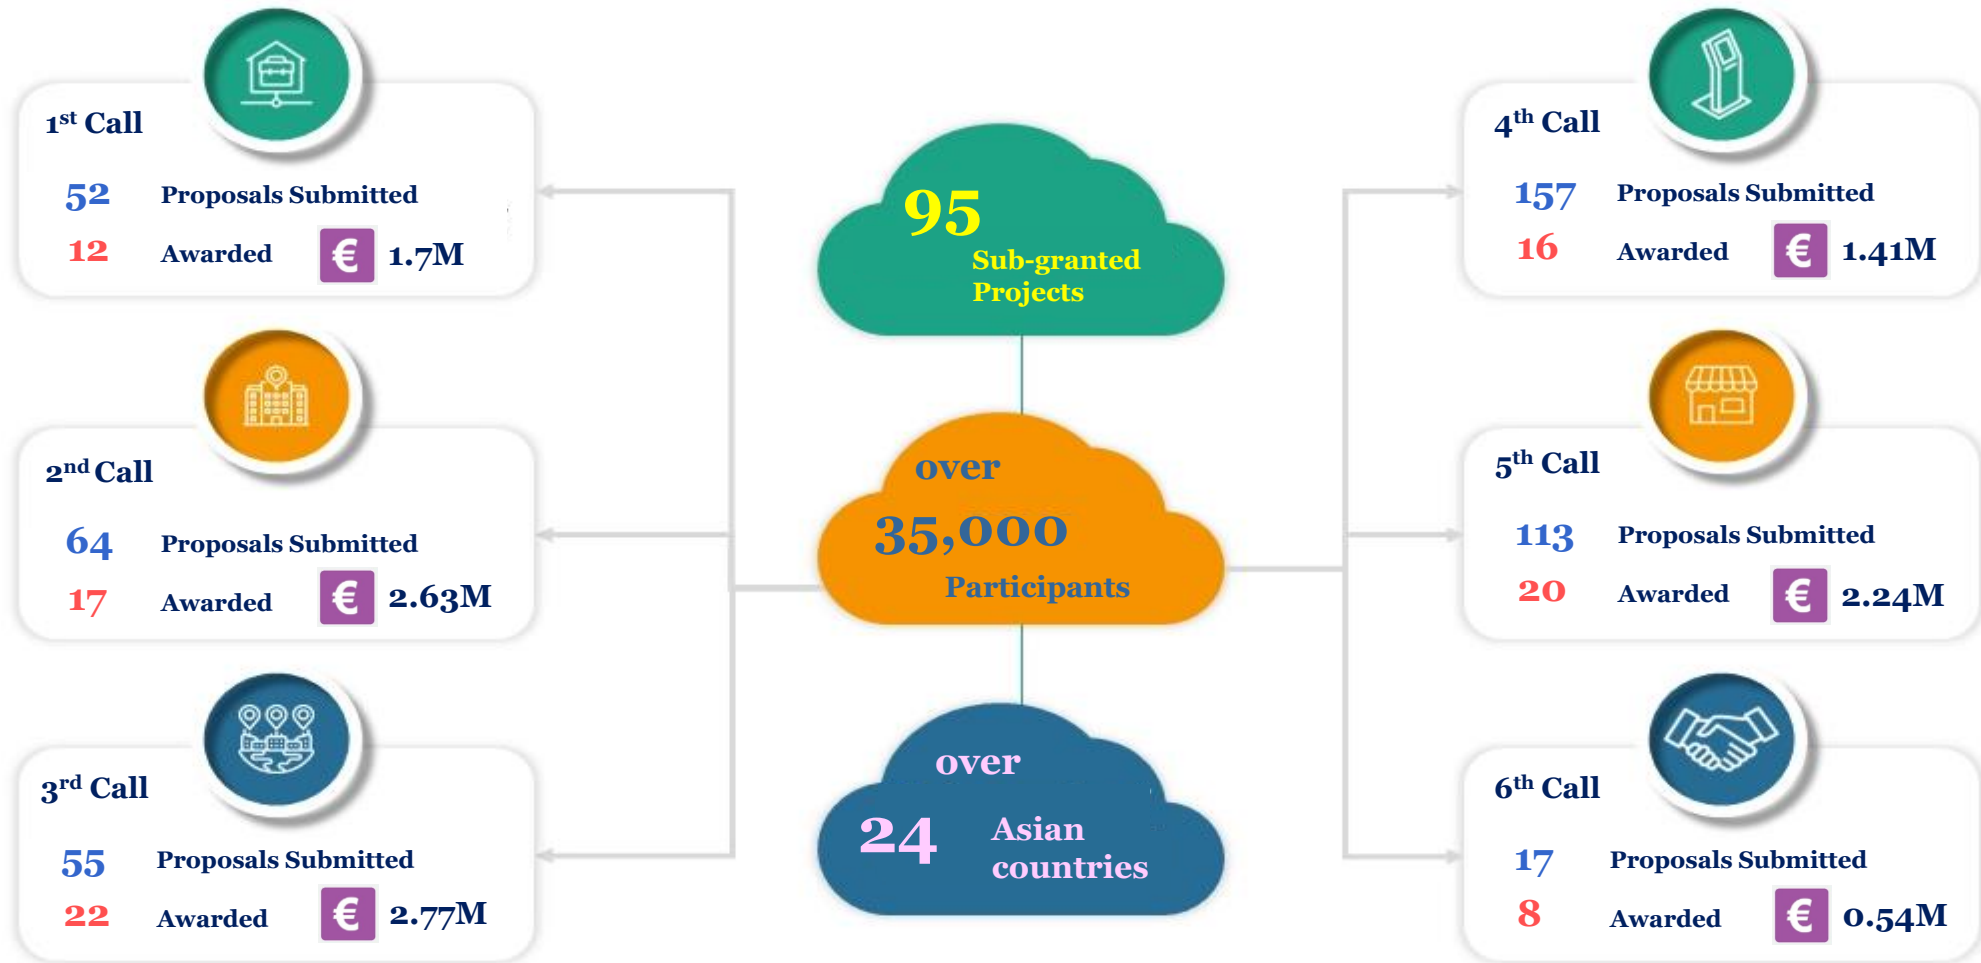 1st Call
52 Proposals Submitted
12 Awarded € 1.7M
2nd Call
64 Proposals Submitted
17 Awarded € 2.63M
3rd Call
55 Proposals Submitted
22 Awarded € 2.77M
95
Sub-granted
Projects
over
35,000
Participants
over
24 Asian
countries
4th Call
157 Proposals Submitted
16 Awarded € 1.41M
5th Call
113 Proposals Submitted
20 Awarded € 2.24M
6th Call
17 Proposals Submitted
8 Awarded € 0.54M